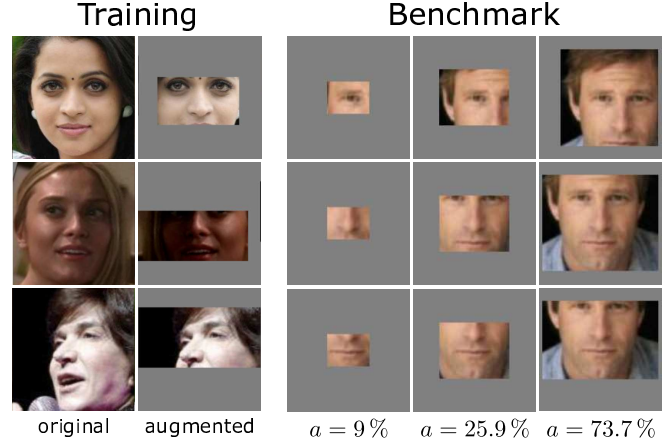 Training Benchmark
original augmented a = 9 % a = 25.9 % a = 73.7 %